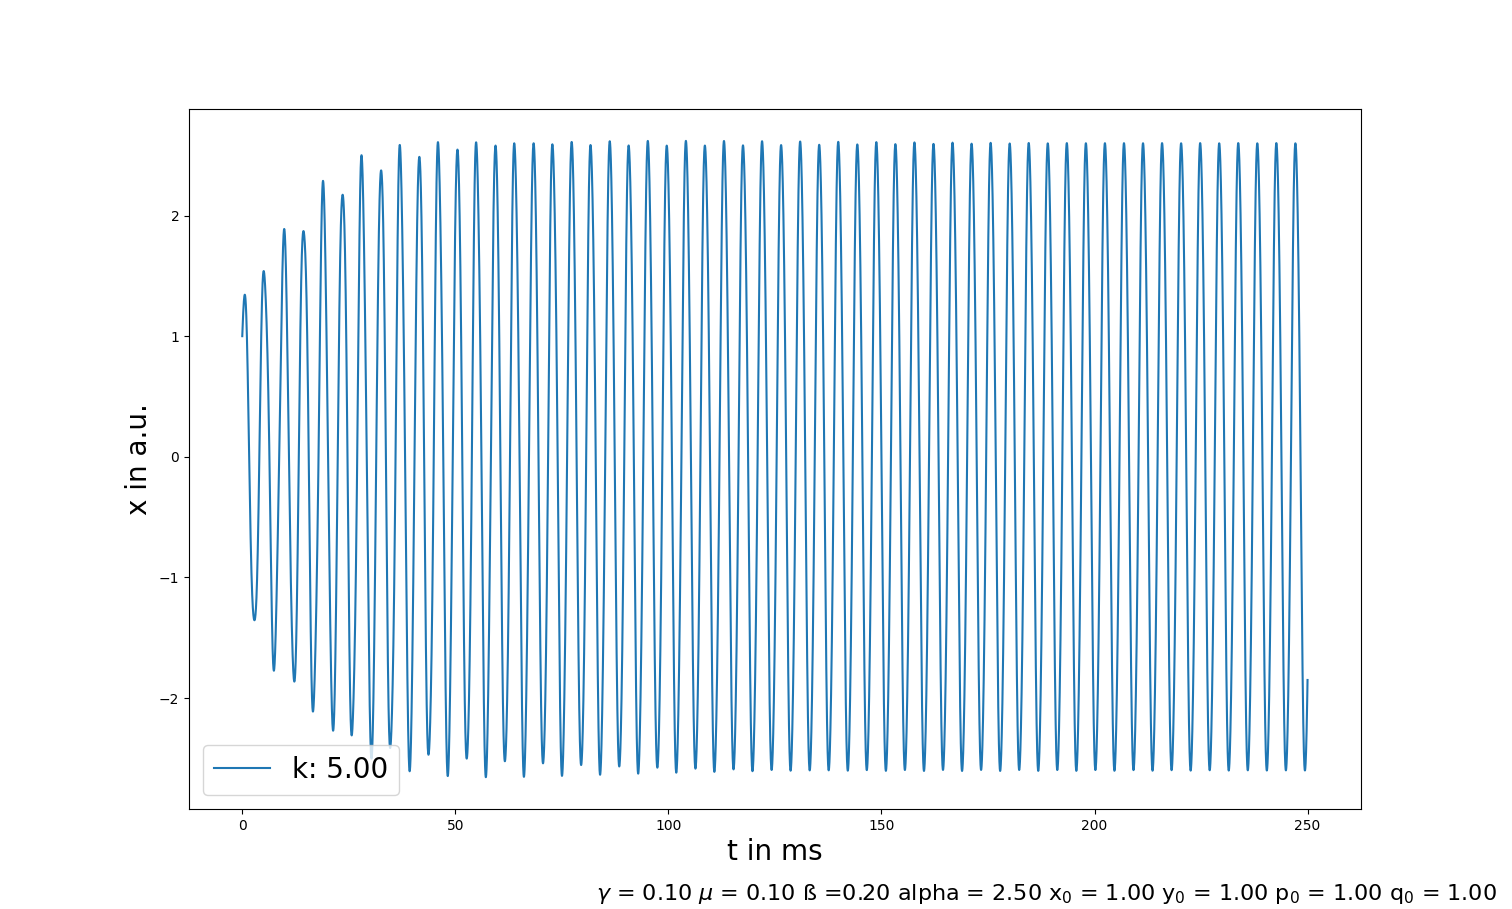 x in a.u.
2
1
0
−1
−2
k: 5.00
0 50 100 150 200 250
t in ms
γ = 0.10 μ = 0.10 ß =0.20 alpha = 2.50 x₀ = 1.00 y₀ = 1.00 p₀ = 1.00 q₀ = 1.00